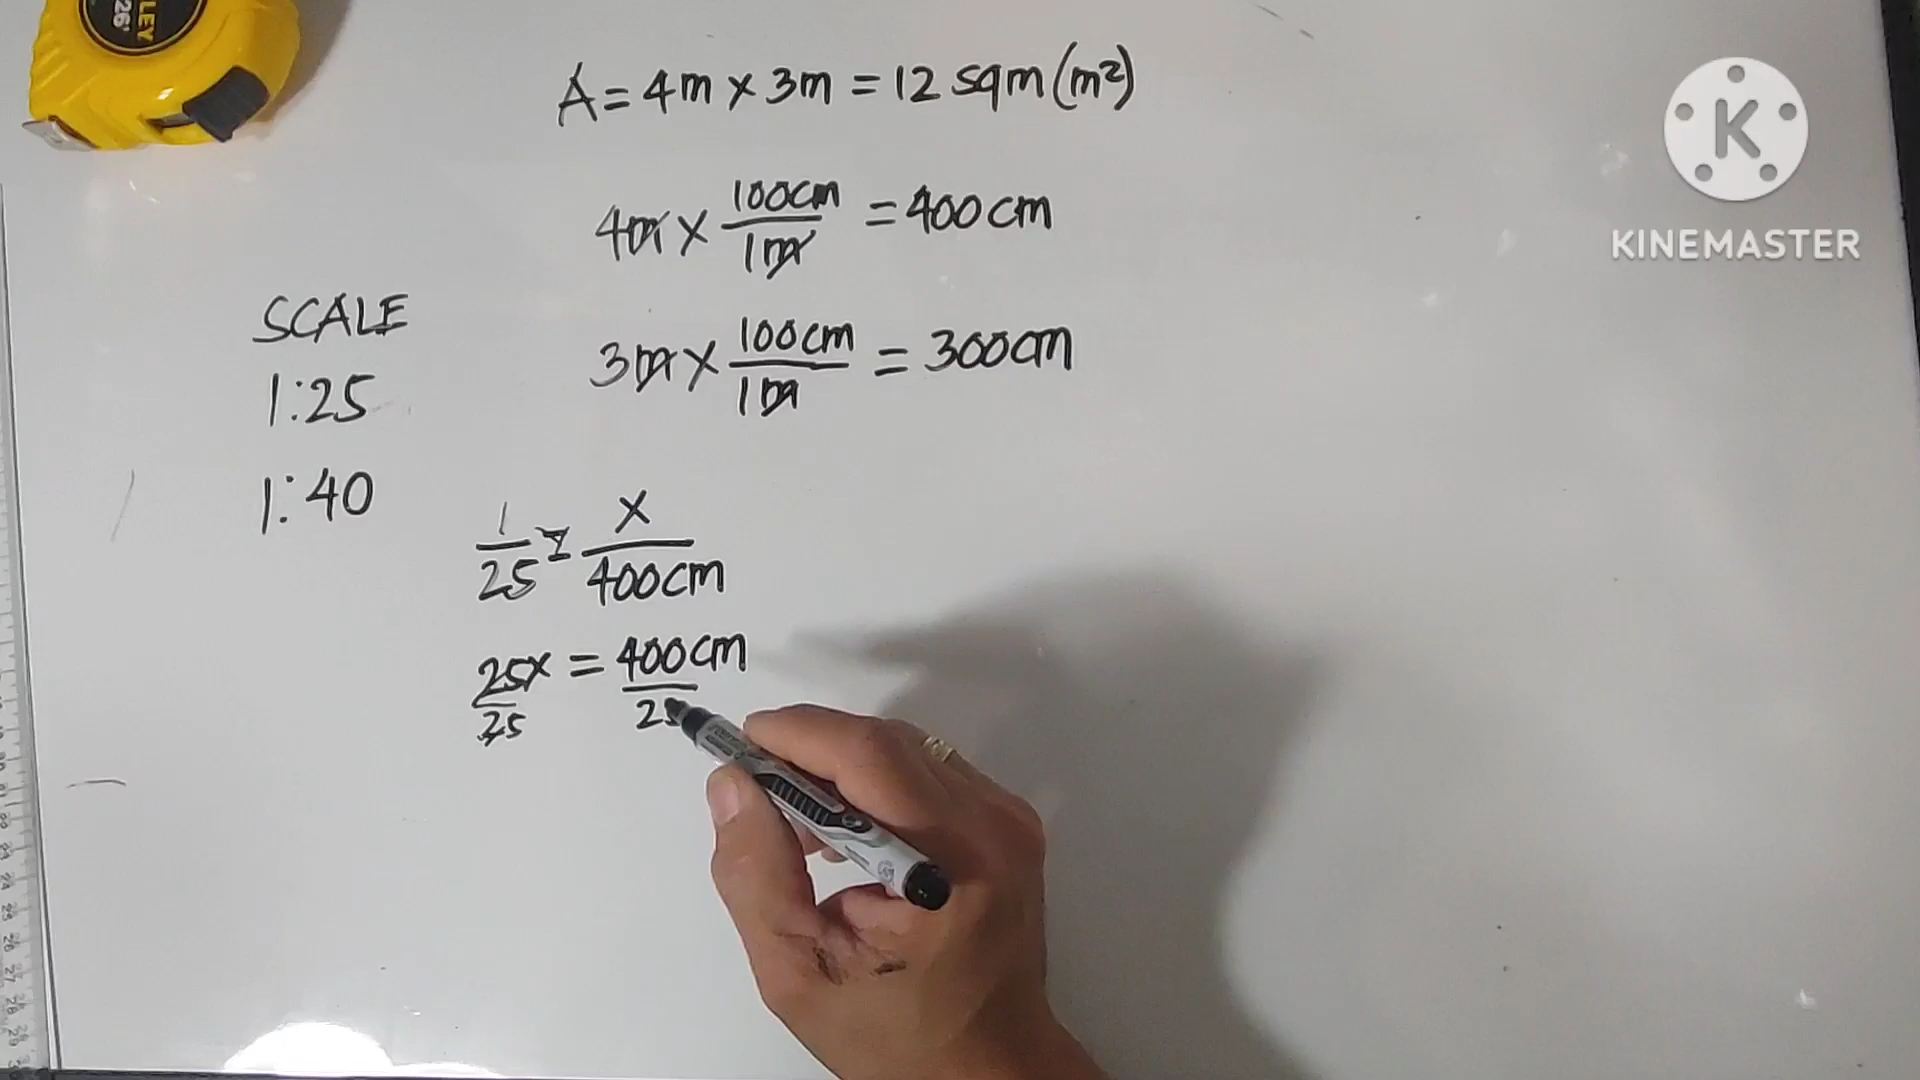 26' LEY
A = 4m x 3m = 12 sqm (m²)
K
KINEMASTER
4m x 100cm/1m = 400cm
3m x 100cm/1m = 300cm
SCALE
1:25
1:40
1/25 = x/400cm
25x/25 = 400cm/25